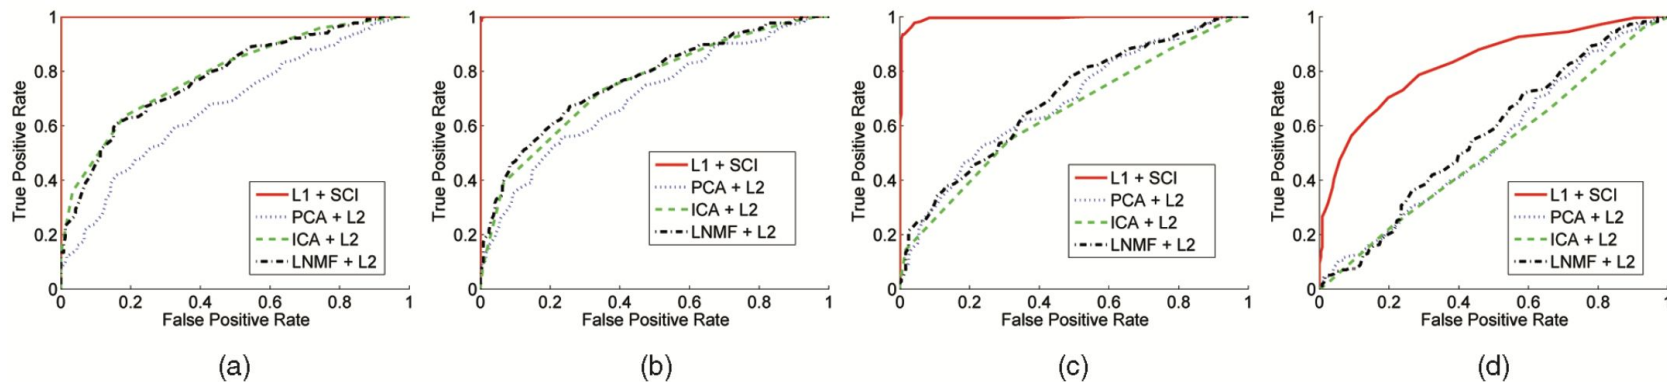 1
0.8
0.6
0.4
0.2
0
True Positive Rate
L1 + SCI
PCA + L2
ICA + L2
LNMF + L2
0 0.2 0.4 0.6 0.8 1
False Positive Rate
(a)
1
0.8
0.6
0.4
0.2
0
True Positive Rate
L1 + SCI
PCA + L2
ICA + L2
LNMF + L2
0 0.2 0.4 0.6 0.8 1
False Positive Rate
(b)
1
0.8
0.6
0.4
0.2
0
True Positive Rate
L1 + SCI
PCA + L2
ICA + L2
LNMF + L2
0 0.2 0.4 0.6 0.8 1
False Positive Rate
(c)
1
0.8
0.6
0.4
0.2
0
True Positive Rate
L1 + SCI
PCA + L2
ICA + L2
LNMF + L2
0 0.2 0.4 0.6 0.8 1
False Positive Rate
(d)